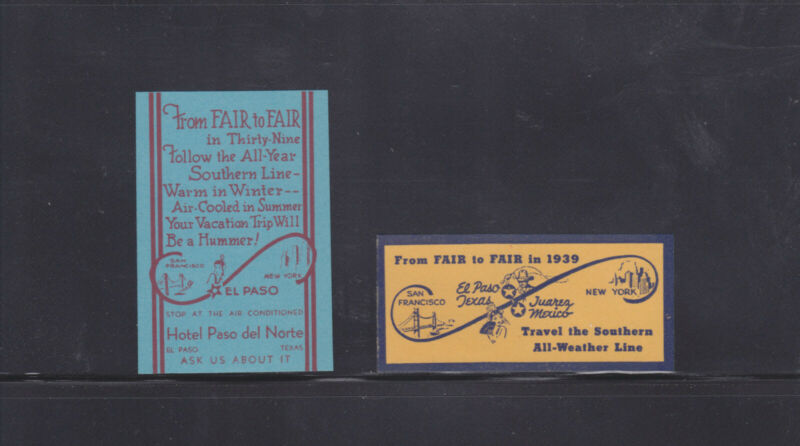 From FAIR to FAIR
in Thirty-Nine
Follow the All-Year
Southern Line-
Warm in Winter--
Air-Cooled in Summer
Your Vacation Trip Will
Be a Hummer!
SAN
FRANCISCO
NEW YORK
EL PASO
STOP AT THE AIR CONDITIONED
Hotel Paso del Norte
EL PASO TEXAS
ASK US ABOUT IT
From FAIR to FAIR in 1939
SAN
FRANCISCO
El Paso
Texas
Juarez
Mexico
NEW YORK
Travel the Southern
All-Weather Line